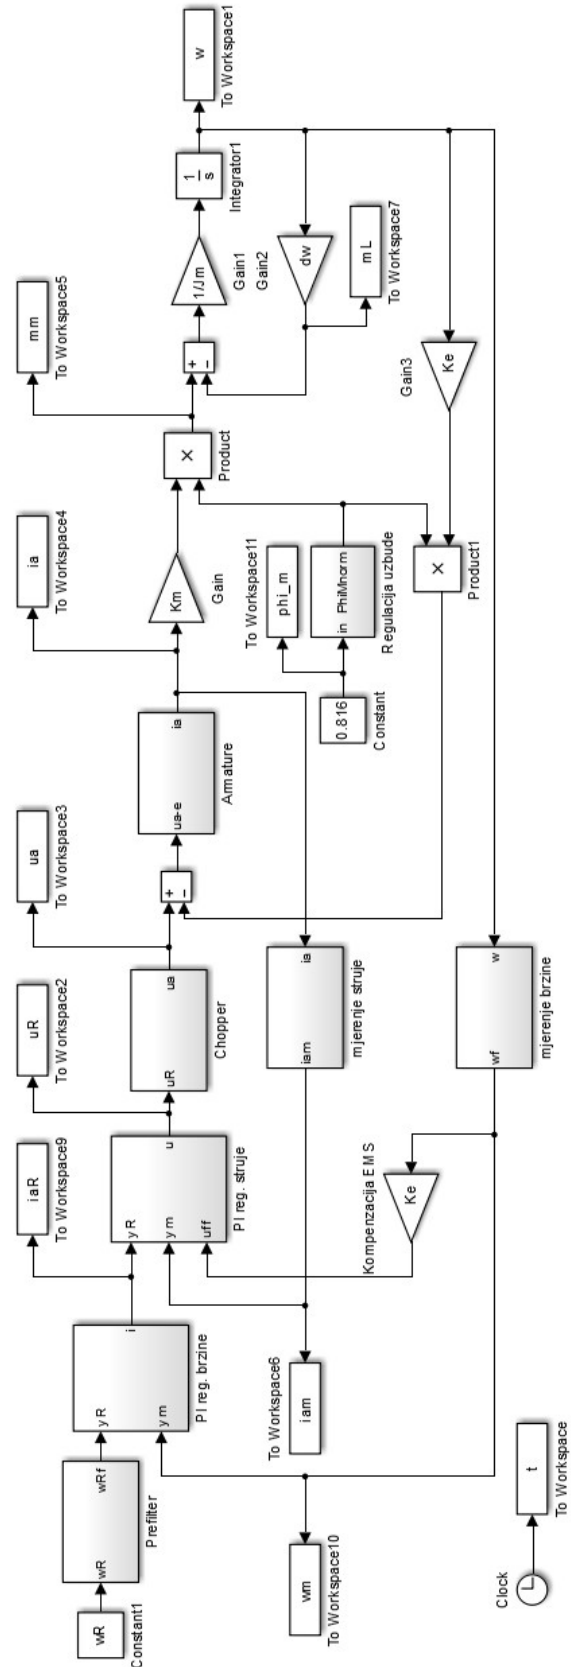 wR
Constant1
wR
wRf
Prefilter
yR
ym
i
PI reg. brzine
iaR
To Workspace9
yR
ym
uff
u
PI reg. struje
uR
To Workspace2
uR
ua
Chopper
ua
To Workspace3
+
−
ua-e
ia
Armature
ia
To Workspace4
Km
Gain
×
Product
mm
To Workspace5
+
−
1/Jm
Gain1
1
s
Integrator1
w
To Workspace1
Gain2
dw
mL
To Workspace7
To Workspace11
phi_m
0.816
Constant
in
PhiMnorm
Regulacija uzbude
Gain3
Ke
×
Product1
iam
ia
mjerenje struje
To Workspace6
iam
Kompenzacija EMS
Ke
wf
w
mjerenje brzine
wm
To Workspace10
Clock
t
To Workspace